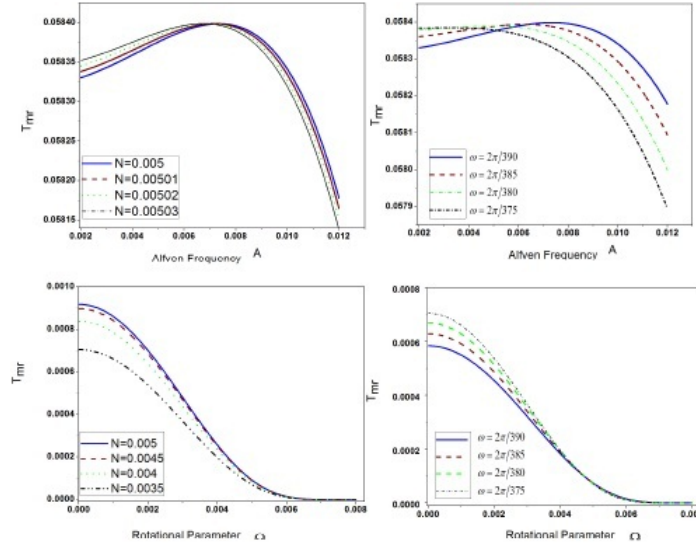 0.05840
0.05835
0.05830
0.05825
0.05820
0.05815
Tmr
N=0.005
N=0.00501
N=0.00502
N=0.00503
0.002 0.004 0.006 0.008 0.010 0.012
Alfven Frequency A
0.0584
0.0583
0.0582
0.0581
0.0580
0.0579
Tmr
ω = 2π/390
ω = 2π/385
ω = 2π/380
ω = 2π/375
0.002 0.004 0.006 0.008 0.010 0.012
Alfven Frequency A
0.0010
0.0008
0.0006
0.0004
0.0002
0.0000
Tmr
N=0.005
N=0.0045
N=0.004
N=0.0035
0.000 0.002 0.004 0.006 0.008
Rotational Parameter Ω
0.0008
0.0006
0.0004
0.0002
0.0000
Tmr
ω = 2π/390
ω = 2π/385
ω = 2π/380
ω = 2π/375
0.000 0.002 0.004 0.006 0.008
Rotational Parameter Ω